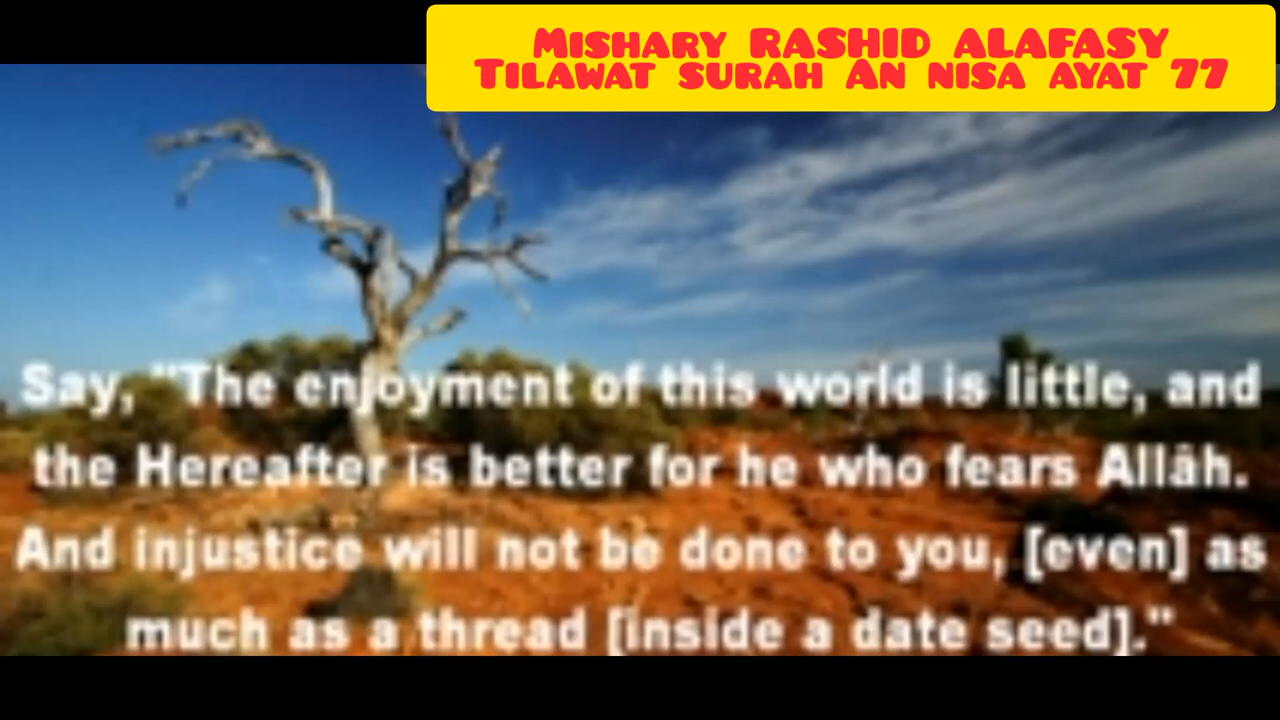 Mishary RASHID ALAFASY
Tilawat surah An nisa ayat 77
Say, "The enjoyment of this world is little, and
the Hereafter is better for he who fears Allāh.
And injustice will not be done to you, [even] as
much as a thread [inside a date seed]."